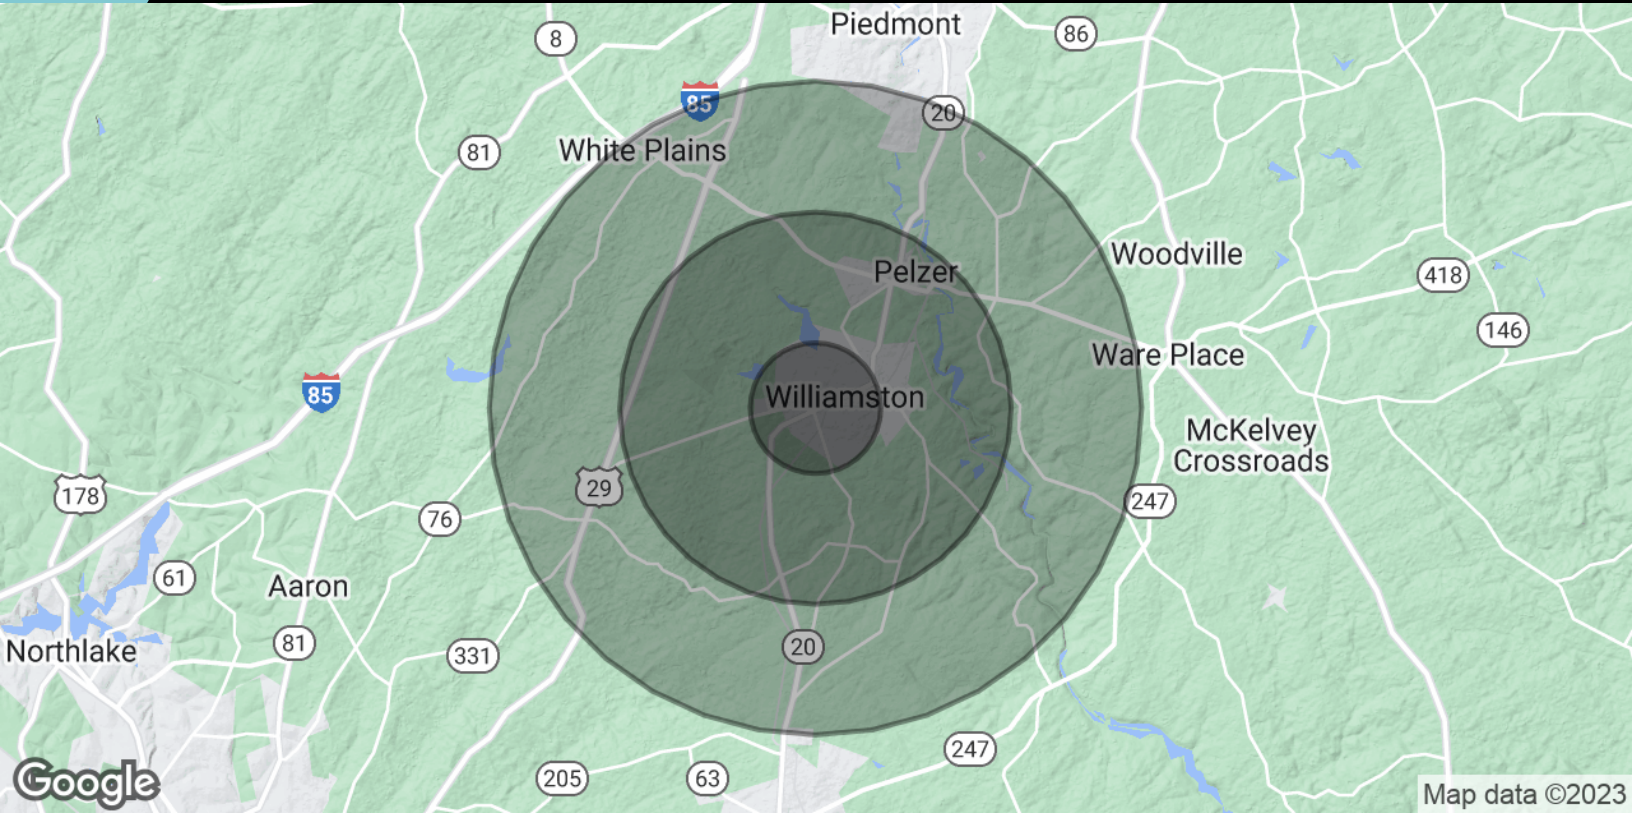 Piedmont
8
86
85
20
White Plains
81
Woodville
Pelzer
418
146
Ware Place
85
Williamston
McKelvey
Crossroads
178
29
247
76
61
Aaron
81
Northlake
331
20
247
205
63
Google
Map data ©2023